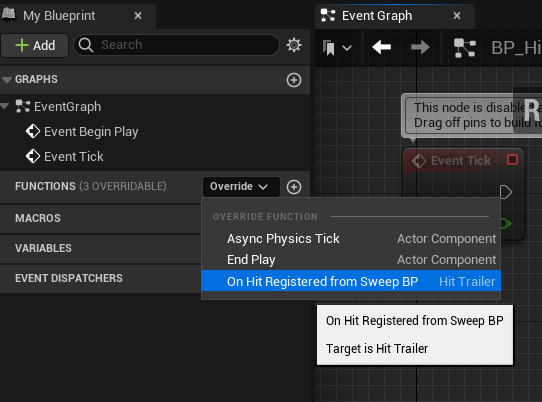 My Blueprint
Event Graph
Add
Search
BP_Hi
GRAPHS
EventGraph
Event Begin Play
Event Tick
FUNCTIONS (3 OVERRIDABLE)
Override
MACROS
VARIABLES
EVENT DISPATCHERS
OVERRIDE FUNCTION
Async Physics Tick Actor Component
End Play Actor Component
On Hit Registered from Sweep BP Hit Trailer
On Hit Registered from Sweep BP
Target is Hit Trailer
This node is disable
Drag off pins to build
R
Event Tick